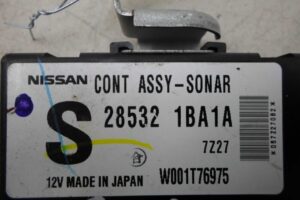 NISSAN CONT ASSY-SONAR
S 28532 1BA1A
7Z27
12V MADE IN JAPAN W001T76975